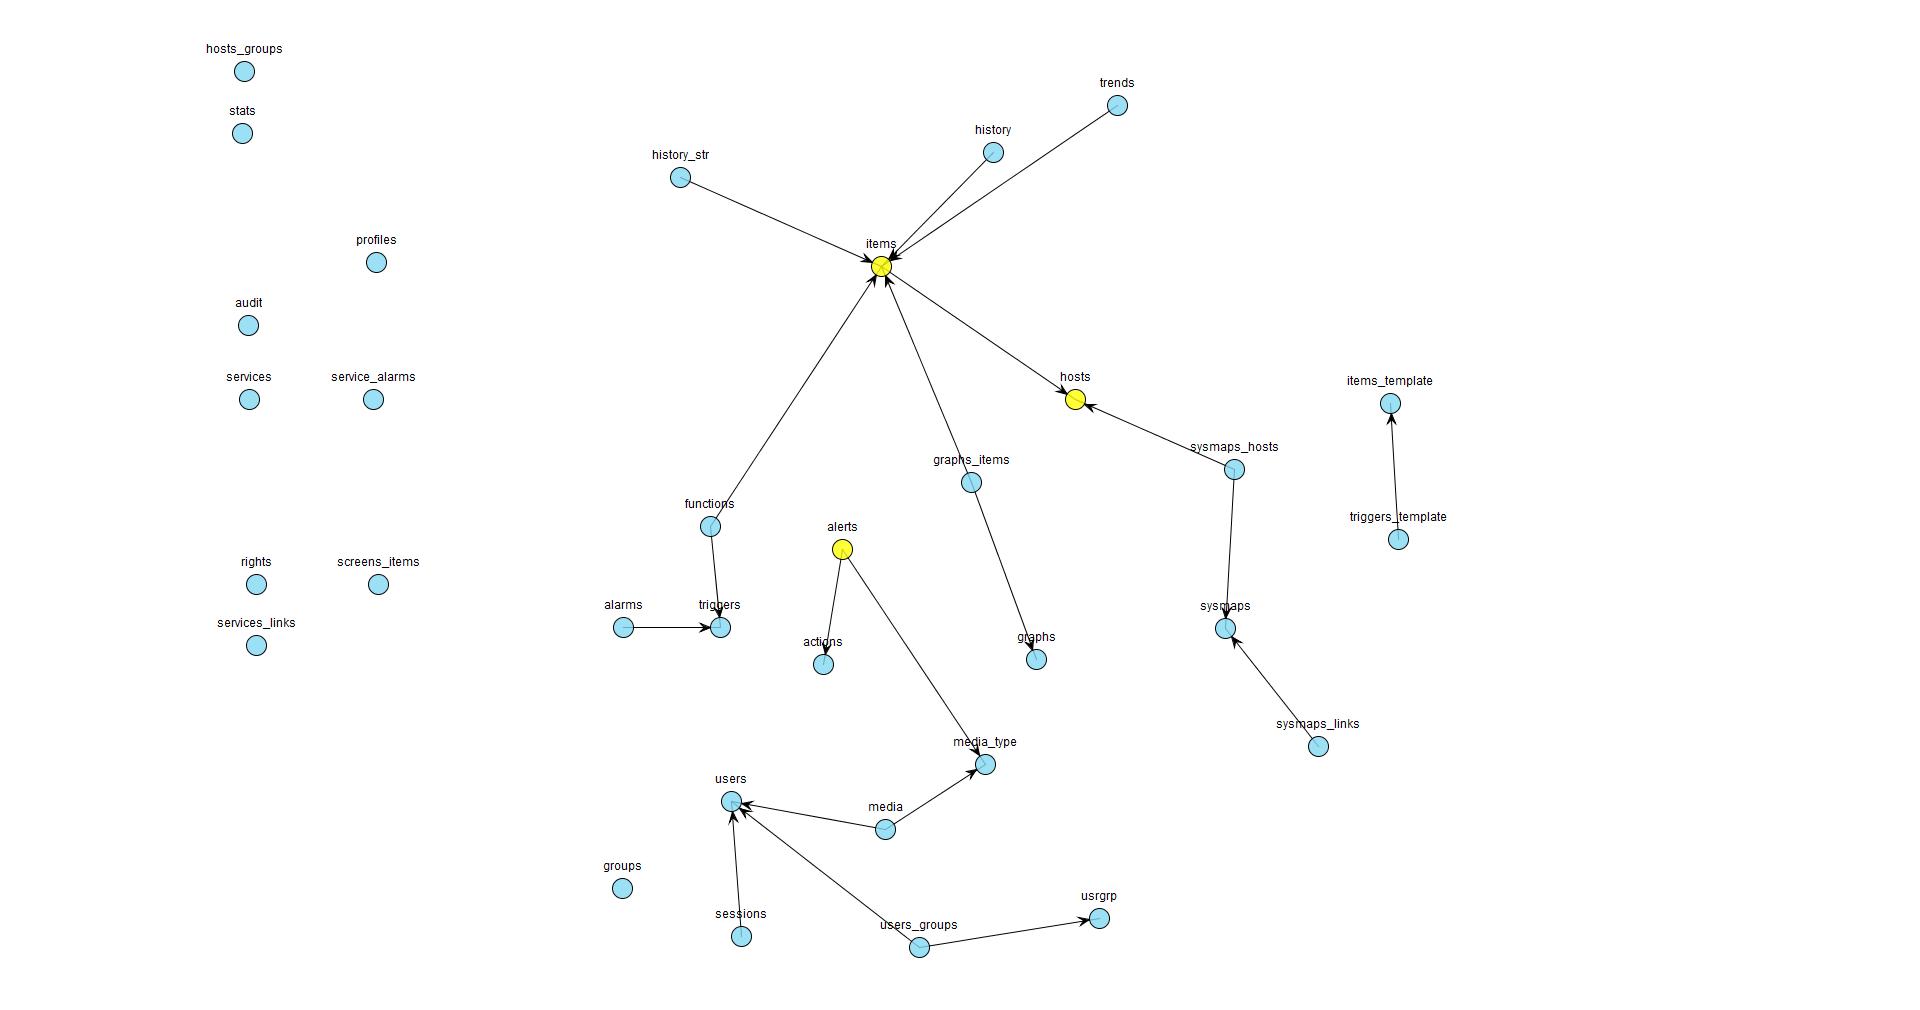 hosts_groups
trends
stats
history
history_str
profiles
items
audit
services
service_alarms
hosts
items_template
sysmaps_hosts
graphs_items
functions
triggers_template
alerts
rights
screens_items
alarms
triggers
sysmaps
services_links
actions
graphs
sysmaps_links
media_type
users
media
groups
usrgrp
sessions
users_groups